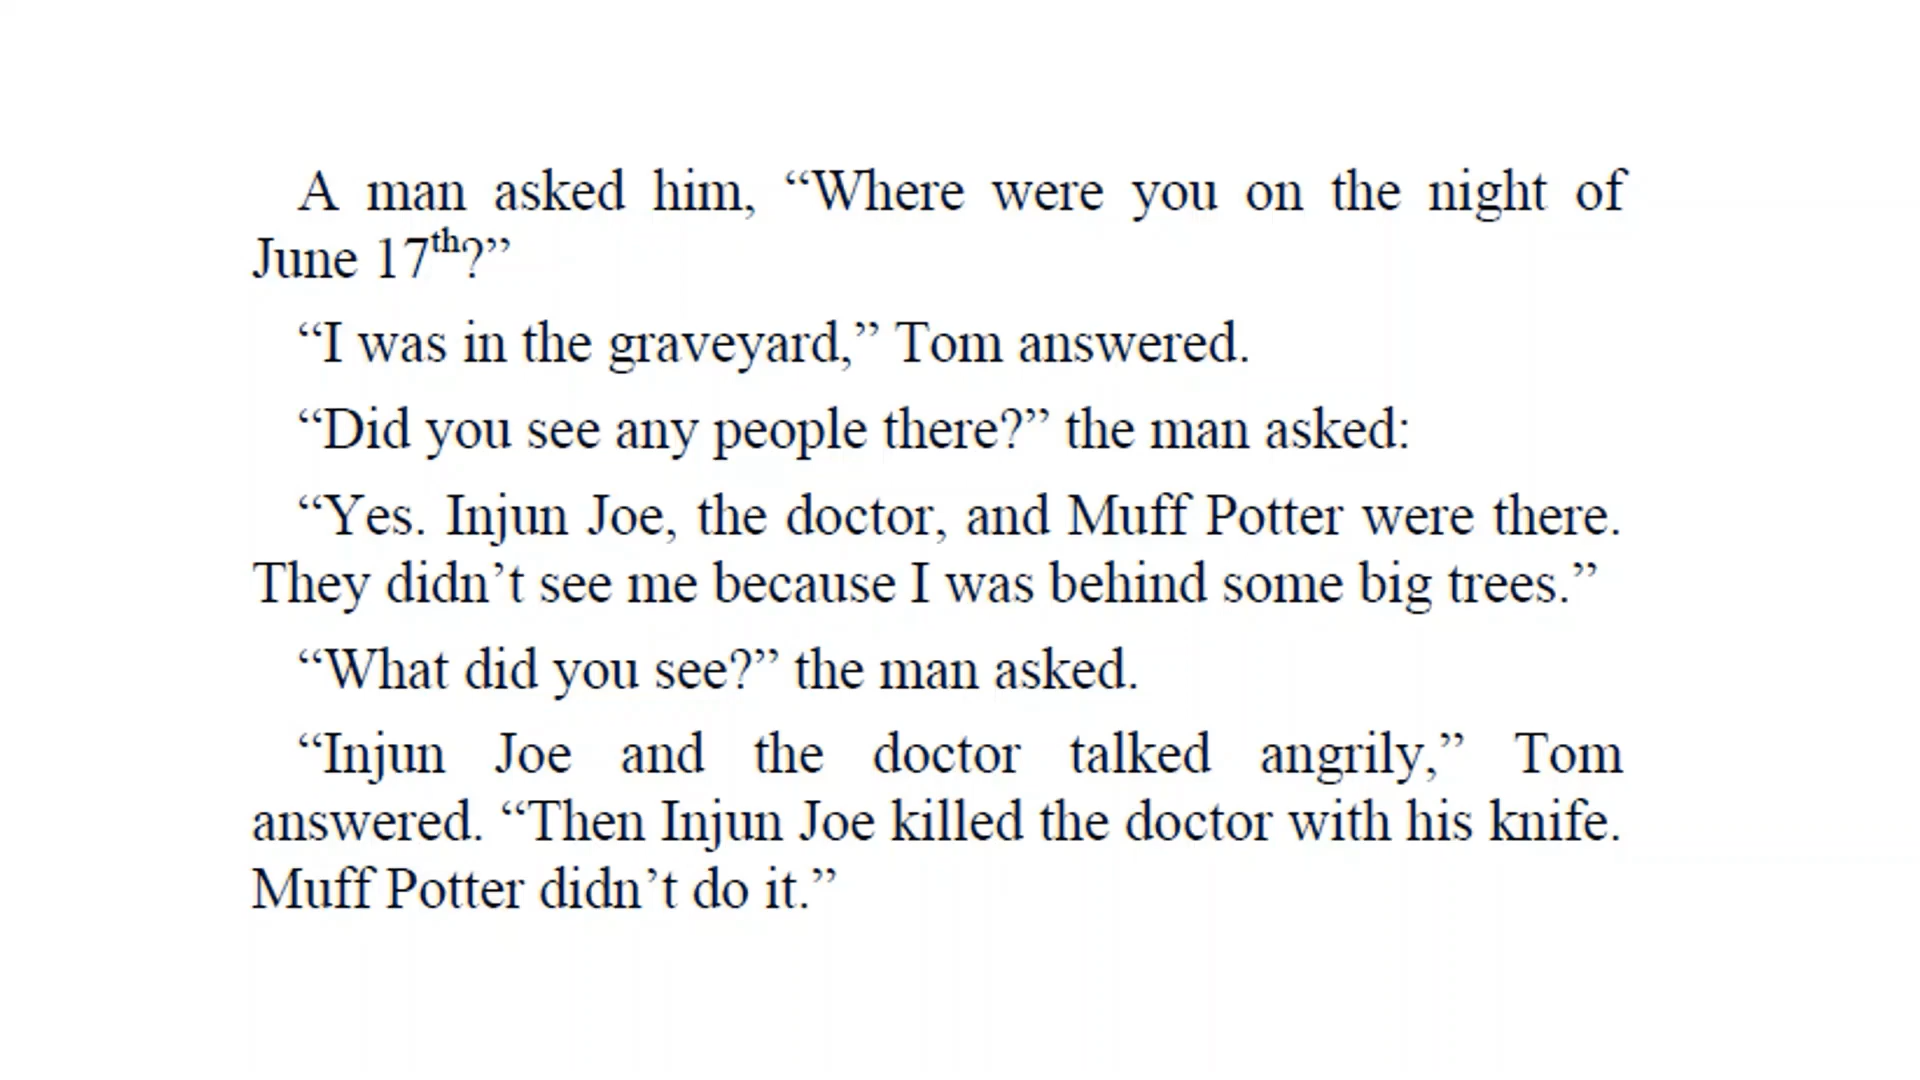 A man asked him, “Where were you on the night of
June 17th?”
“I was in the graveyard,” Tom answered.
“Did you see any people there?” the man asked:
“Yes. Injun Joe, the doctor, and Muff Potter were there.
They didn’t see me because I was behind some big trees.”
“What did you see?” the man asked.
“Injun Joe and the doctor talked angrily,” Tom
answered. “Then Injun Joe killed the doctor with his knife.
Muff Potter didn’t do it.”